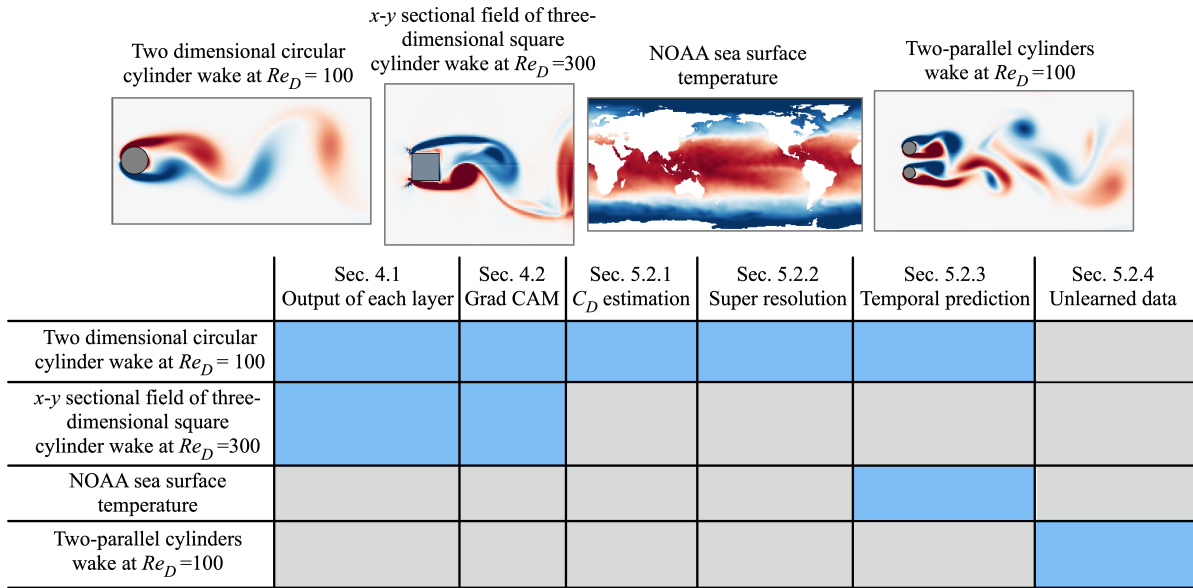 Two dimensional circular
cylinder wake at Re_D = 100
x-y sectional field of three-
dimensional square
cylinder wake at Re_D =300
NOAA sea surface
temperature
Two-parallel cylinders
wake at Re_D =100
Sec. 4.1
Output of each layer
Sec. 4.2
Grad CAM
Sec. 5.2.1
C_D estimation
Sec. 5.2.2
Super resolution
Sec. 5.2.3
Temporal prediction
Sec. 5.2.4
Unlearned data
Two dimensional circular
cylinder wake at Re_D = 100
x-y sectional field of three-
dimensional square
cylinder wake at Re_D =300
NOAA sea surface
temperature
Two-parallel cylinders
wake at Re_D =100